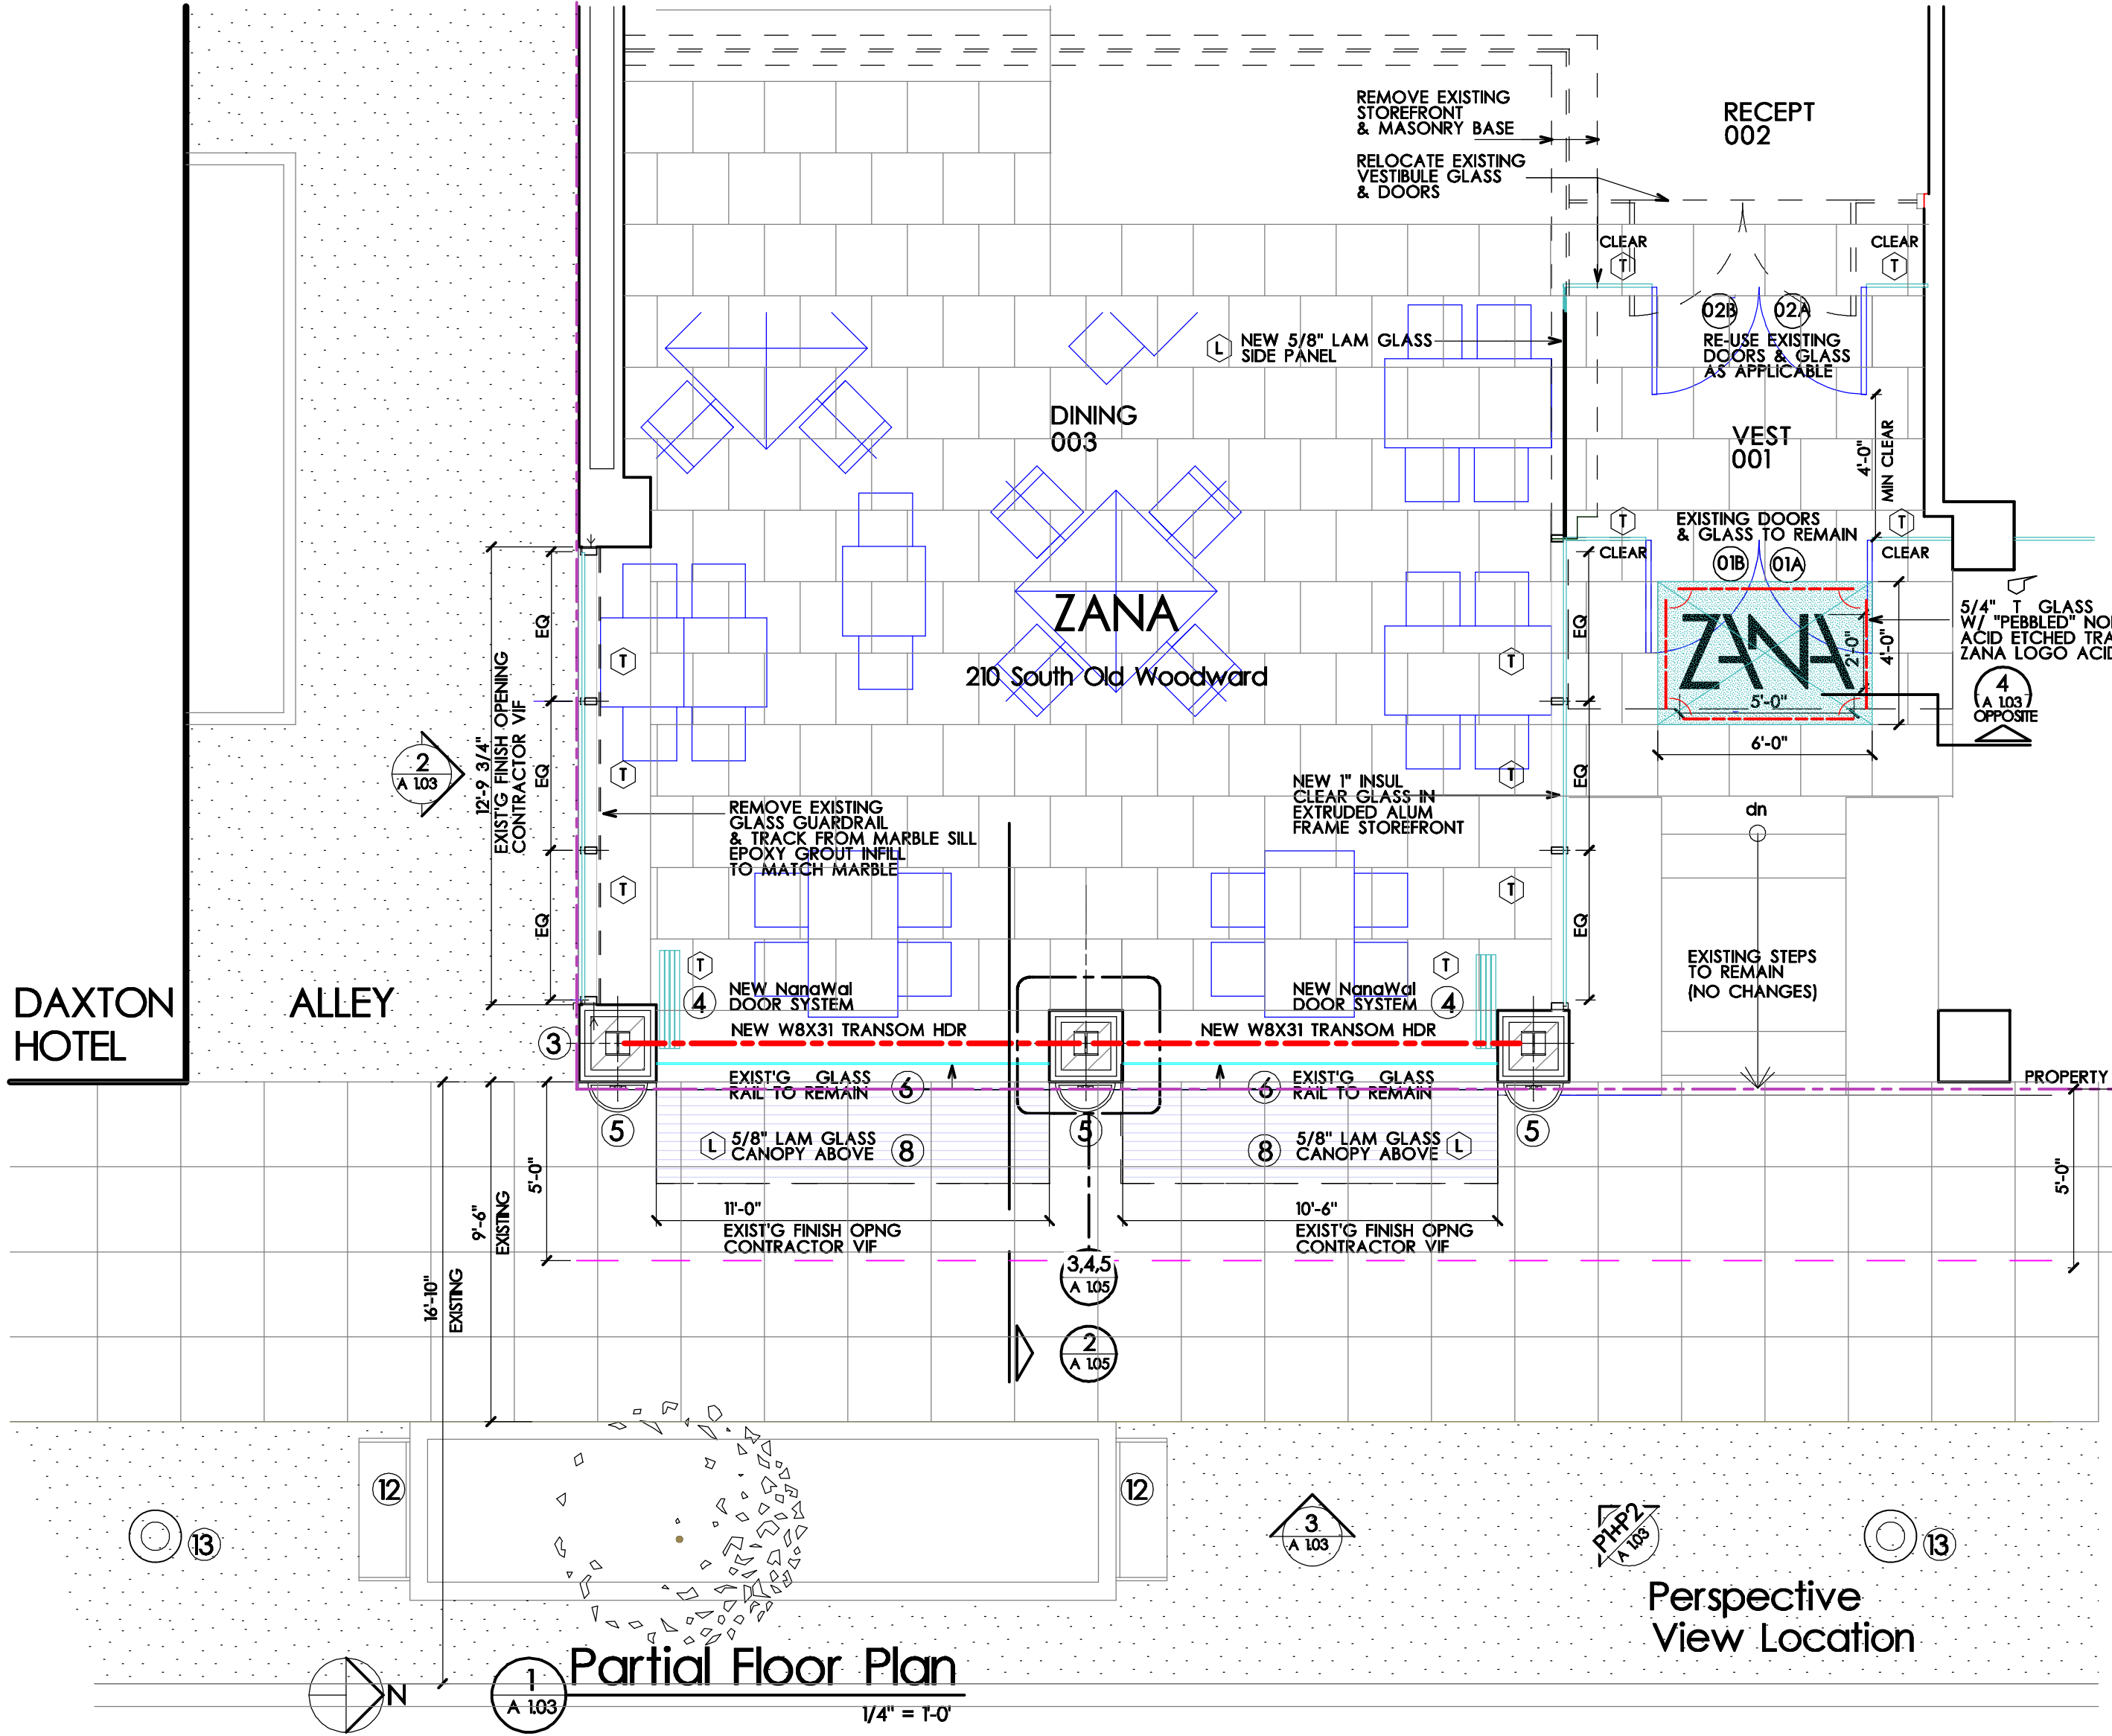 REMOVE EXISTING
STOREFRONT
& MASONRY BASE
RELOCATE EXISTING
VESTIBULE GLASS
& DOORS
RECEPT
002
CLEAR
T
CLEAR
T
02B
02A
RE-USE EXISTING
DOORS & GLASS
AS APPLICABLE
L
NEW 5/8" LAM GLASS
SIDE PANEL
DINING
003
VEST
001
4'-0"
MIN CLEAR
T
CLEAR
EXISTING DOORS
& GLASS TO REMAIN
T
CLEAR
01B
01A
ZANA
210 South Old Woodward
ZANA
2'-0"
4'-0"
5'-0"
6'-0"
5/4" T GLASS
W/ "PEBBLED"
ACID ETCHED
ZANA LOGO
4
A 1.03
OPPOSITE
EQ
EQ
EQ
12'-9 3/4"
EXIST'G FINISH OPENING
CONTRACTOR VIF
T
T
T
2
A 1.03
REMOVE EXISTING
GLASS GUARDRAIL
& TRACK FROM MARBLE SILL
EPOXY GROUT INFILL
TO MATCH MARBLE
NEW 1" INSUL
CLEAR GLASS IN
EXTRUDED ALUM
FRAME STOREFRONT
T
T
T
EQ
EQ
EQ
dn
EXISTING STEPS
TO REMAIN
(NO CHANGES)
DAXTON
HOTEL
ALLEY
T
4
NEW NanaWal
DOOR SYSTEM
NEW NanaWal
DOOR SYSTEM
T
4
3
NEW W8X31 TRANSOM HDR
NEW W8X31 TRANSOM HDR
EXIST'G GLASS
RAIL TO REMAIN
6
6
EXIST'G GLASS
RAIL TO REMAIN
PROPERTY
5
5
5
L
5/8" LAM GLASS
CANOPY ABOVE
8
8
5/8" LAM GLASS
CANOPY ABOVE
L
5'-0"
9'-6"
EXISTING
16'-10"
EXISTING
5'-0"
11'-0"
EXIST'G FINISH OPNG
CONTRACTOR VIF
10'-6"
EXIST'G FINISH OPNG
CONTRACTOR VIF
3,4,5
A 1.05
2
A 1.05
12
12
13
3
A 1.03
P1+P2
A 1.03
13
Perspective
View Location
N
1
A 1.03
Partial Floor Plan
1/4" = 1'-0'